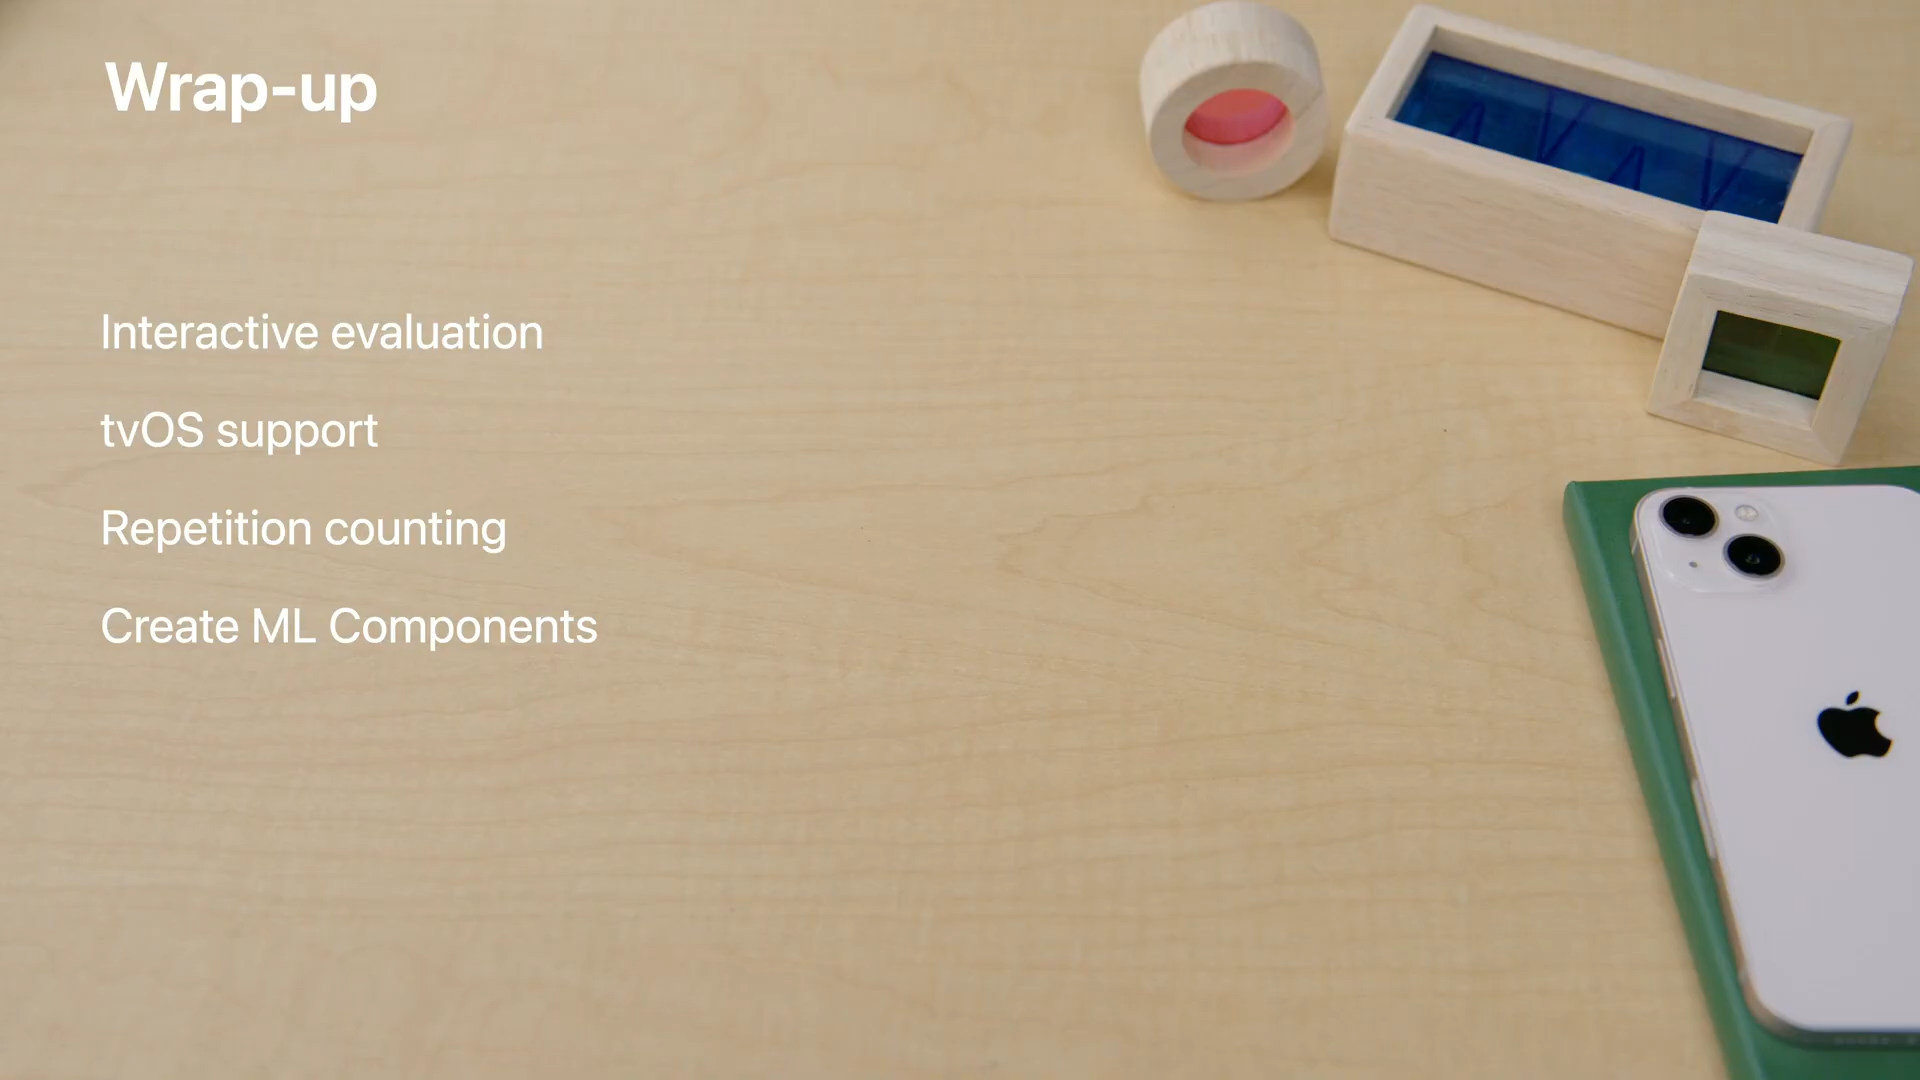 Wrap-up
Interactive evaluation
tvOS support
Repetition counting
Create ML Components